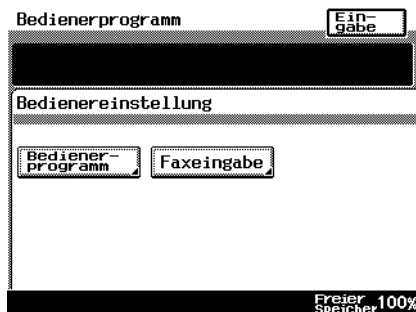 Bedienerprogramm
Ein-
gabe
Bedienereinstellung
Bediener-
programm
Faxeingabe
Freier
Speicher 100%